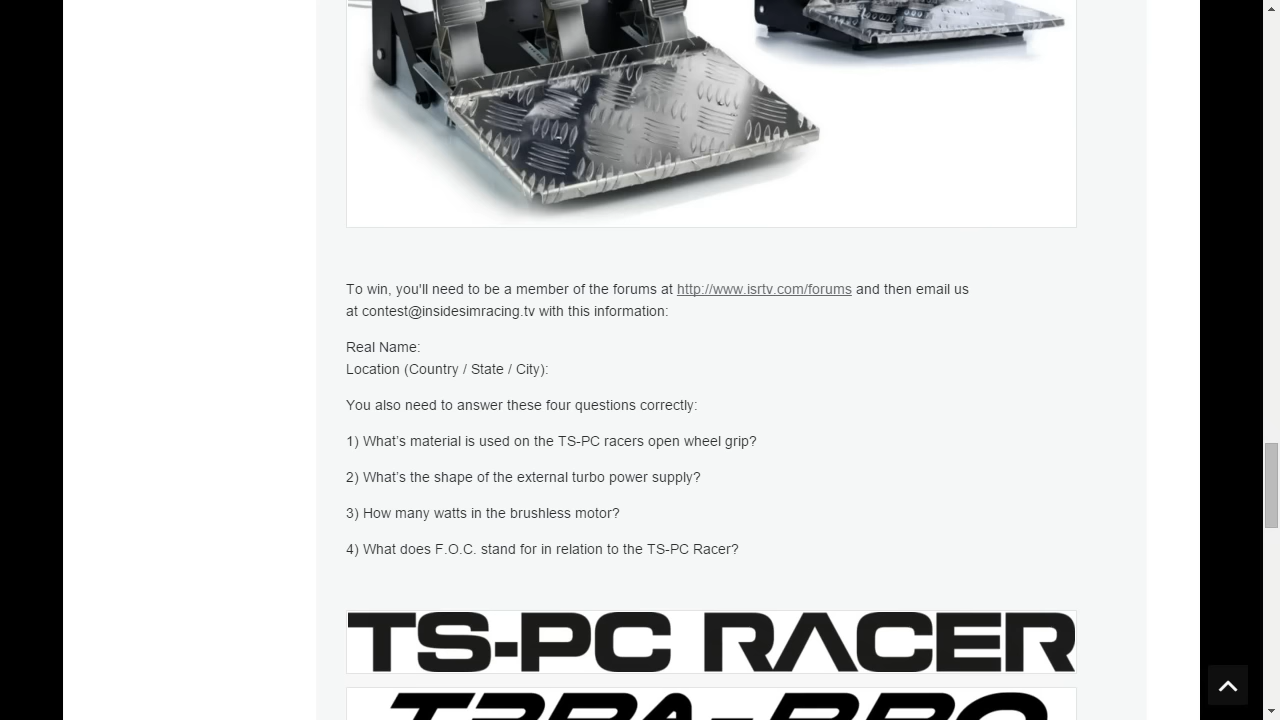 To win, you'll need to be a member of the forums at http://www.isrtv.com/forums and then email us
at contest@insidesimracing.tv with this information:
Real Name:
Location (Country / State / City):
You also need to answer these four questions correctly:
1) What's material is used on the TS-PC racers open wheel grip?
2) What's the shape of the external turbo power supply?
3) How many watts in the brushless motor?
4) What does F.O.C. stand for in relation to the TS-PC Racer?
TS-PC RACER
T3PA-PRO